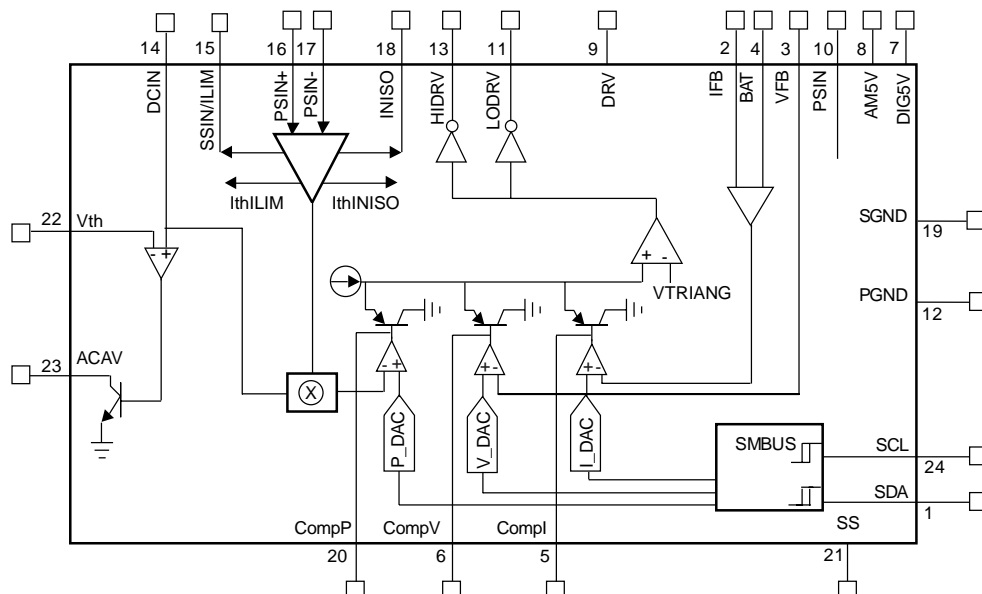 14 15 16 17 18 13 11 9 2 4 3 10 8 7
DCIN
SSIN/ILIM
PSIN+
PSIN-
INISO
HIDRV
LODRV
DRV
IFB
BAT
VFB
PSIN
AM5V
DIG5V
IthILIM IthINISO
22 Vth
- +
SGND
19
+ -
VTRIANG
PGND
12
23 ACAV
- +
+ -
+ -
X
P_DAC
V_DAC
I_DAC
SMBUS
SCL
24
SDA
1
CompP CompV CompI SS
20 6 5 21